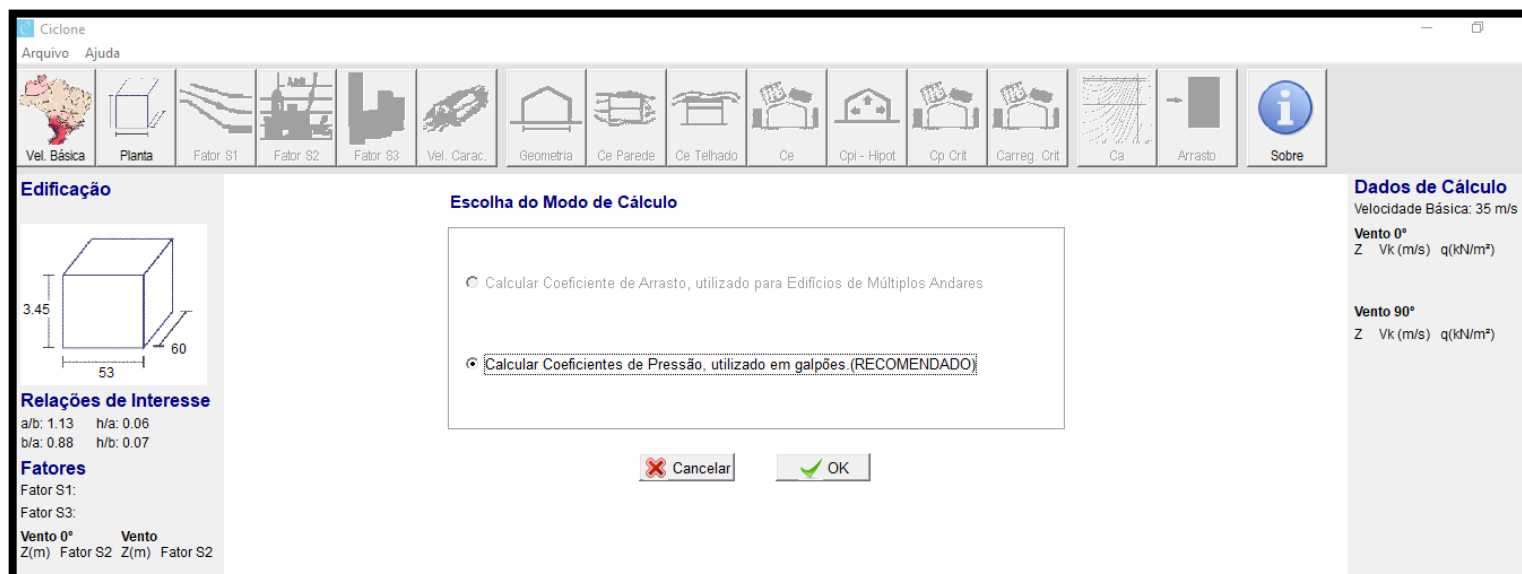 Ciclone
Arquivo Ajuda
Vel. Básica Planta Fator S1 Fator S2 Fator S3 Vel. Carac. Geometria Ce Parede Ce Telhado Ce Cpi - Hipot Cp Crit Carreg. Crit Ca Arrasto Sobre
Edificação
3.45
60
53
Relações de Interesse
a/b: 1.13 h/a: 0.06
b/a: 0.88 h/b: 0.07
Fatores
Fator S1:
Fator S3:
Vento 0° Vento
Z(m) Fator S2 Z(m) Fator S2
Escolha do Modo de Cálculo
Calcular Coeficiente de Arrasto, utilizado para Edifícios de Múltiplos Andares
Calcular Coeficientes de Pressão, utilizado em galpões.(RECOMENDADO)
Cancelar OK
Dados de Cálculo
Velocidade Básica: 35 m/s
Vento 0°
Z Vk (m/s) q(kN/m²)
Vento 90°
Z Vk (m/s) q(kN/m²)